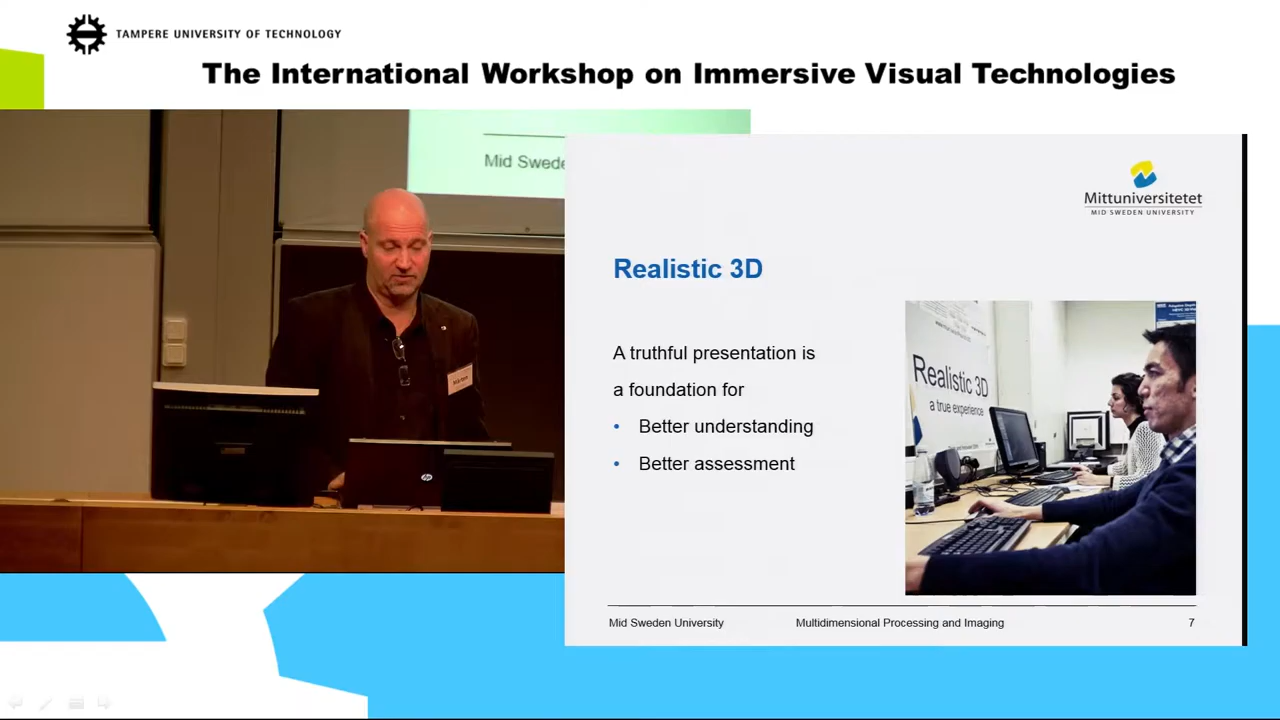 TAMPERE UNIVERSITY OF TECHNOLOGY
The International Workshop on Immersive Visual Technologies
Mid Swede
Mårten
hp
Mittuniversitetet
MID SWEDEN UNIVERSITY
Realistic 3D
A truthful presentation is
a foundation for
• Better understanding
• Better assessment
Realistic 3D
a true experience
Mid Sweden University Multidimensional Processing and Imaging 7